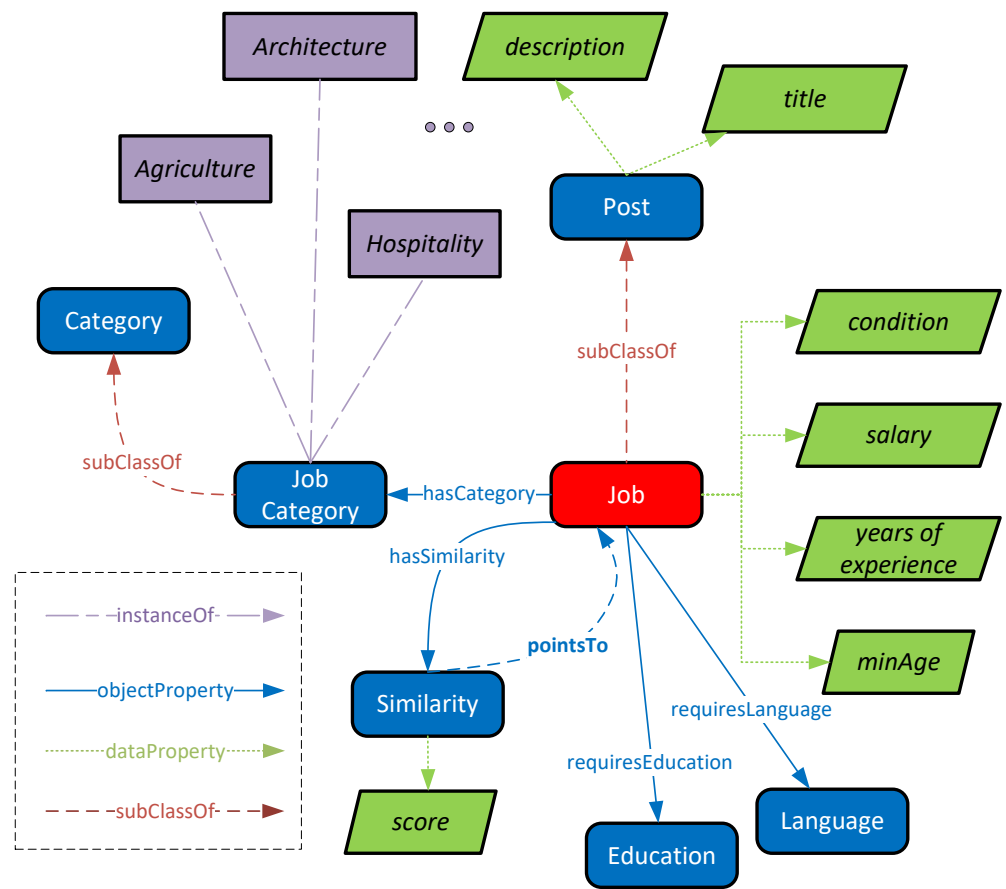 Architecture
description
title
Agriculture
Post
Hospitality
Category
condition
subClassOf
salary
subClassOf
Job
Category
hasCategory
Job
hasSimilarity
years of
experience
instanceOf
pointsTo
minAge
objectProperty
Similarity
requiresLanguage
dataProperty
requiresEducation
subClassOf
score
Language
Education